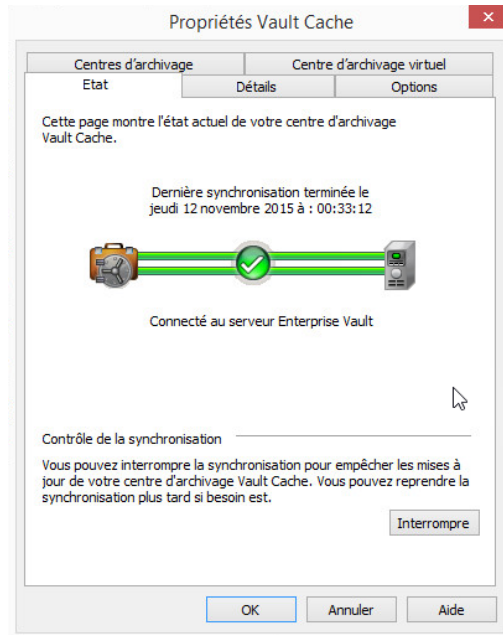 Propriétés Vault Cache
Centres d'archivage
Centre d'archivage virtuel
Etat
Détails
Options
Cette page montre l'état actuel de votre centre d'archivage
Vault Cache.
Dernière synchronisation terminée le
jeudi 12 novembre 2015 à : 00:33:12
Connecté au serveur Enterprise Vault
Contrôle de la synchronisation
Vous pouvez interrompre la synchronisation pour empêcher les mises à
jour de votre centre d'archivage Vault Cache. Vous pouvez reprendre la
synchronisation plus tard si besoin est.
Interrompre
OK
Annuler
Aide